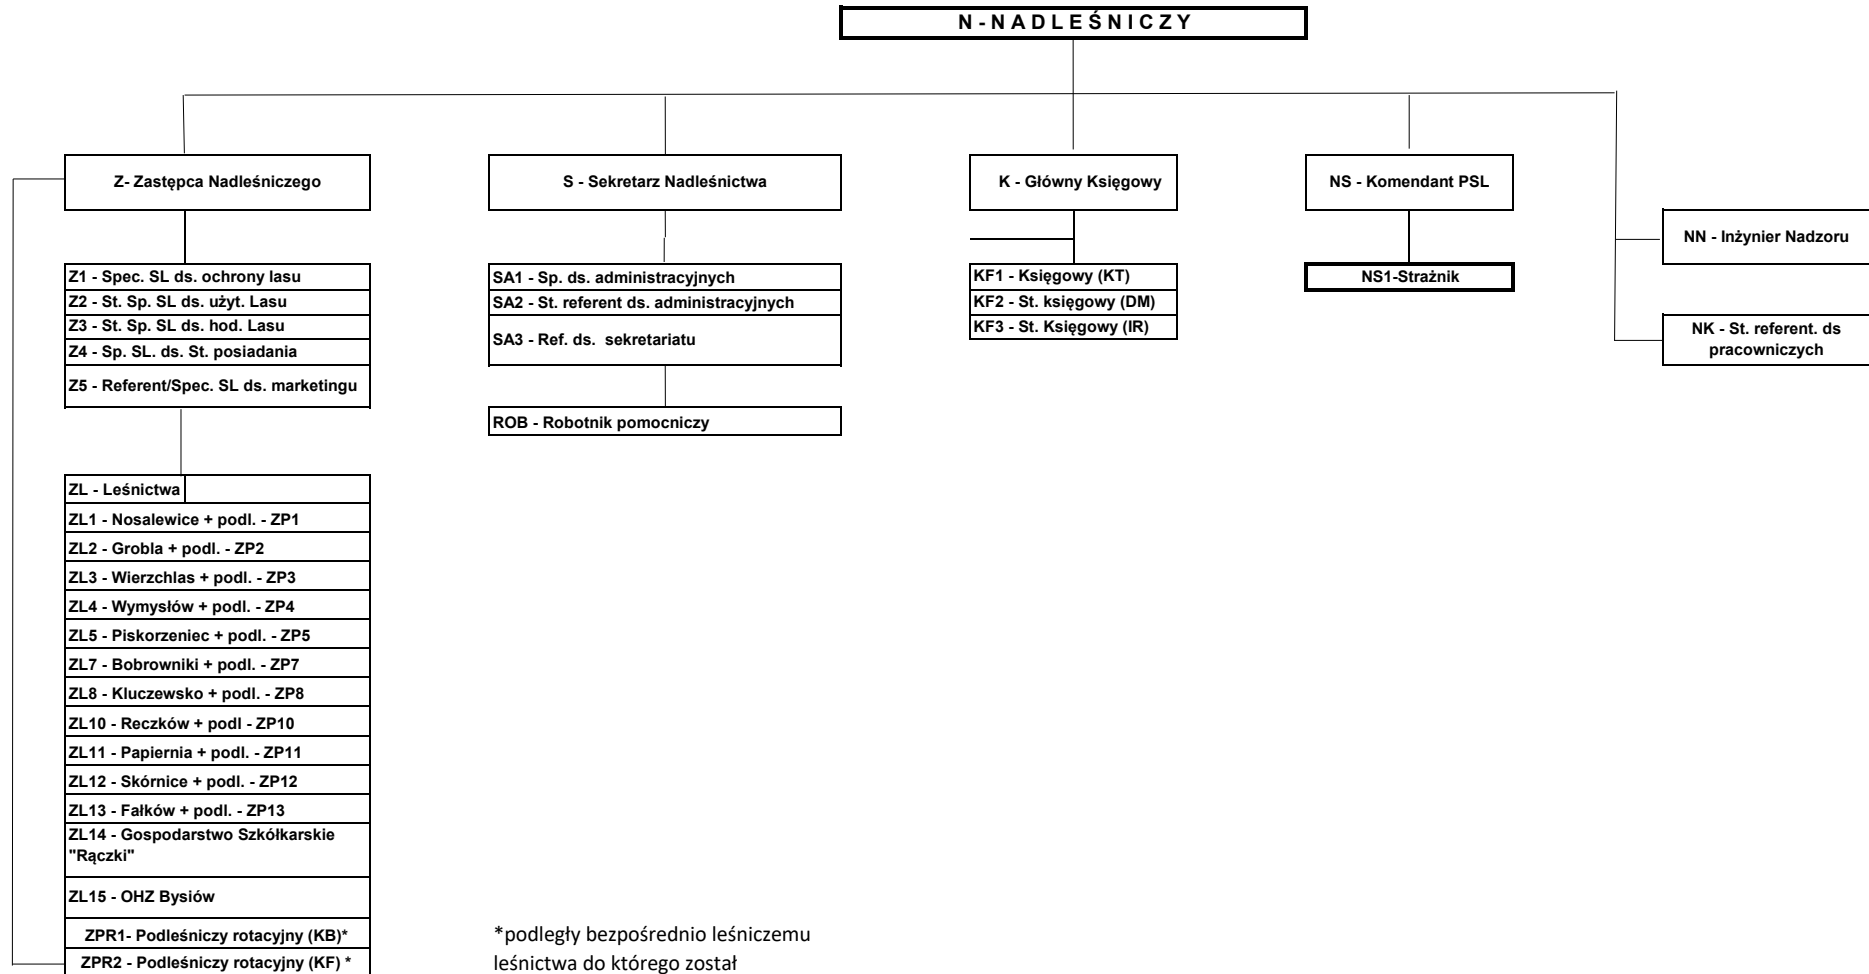 N - N A D L E Ś N I C Z Y
Z- Zastępca Nadleśniczego
S - Sekretarz Nadleśnictwa
K - Główny Księgowy
NS - Komendant PSL
NN - Inżynier Nadzoru
NK - St. referent. ds
pracowniczych
Z1 - Spec. SL ds. ochrony lasu
Z2 - St. Sp. SL ds. użyt. Lasu
Z3 - St. Sp. SL ds. hod. Lasu
Z4 - Sp. SL. ds. St. posiadania
Z5 - Referent/Spec. SL ds. marketingu
SA1 - Sp. ds. administracyjnych
SA2 - St. referent ds. administracyjnych
SA3 - Ref. ds. sekretariatu
ROB - Robotnik pomocniczy
KF1 - Księgowy (KT)
KF2 - St. księgowy (DM)
KF3 - St. Księgowy (IR)
NS1-Strażnik
ZL - Leśnictwa
ZL1 - Nosalewice + podl. - ZP1
ZL2 - Grobla + podl. - ZP2
ZL3 - Wierzchlas + podl. - ZP3
ZL4 - Wymysłów + podl. - ZP4
ZL5 - Piskorzeniec + podl. - ZP5
ZL7 - Bobrowniki + podl. - ZP7
ZL8 - Kluczewsko + podl. - ZP8
ZL10 - Reczków + podl - ZP10
ZL11 - Papiernia + podl. - ZP11
ZL12 - Skórnice + podl. - ZP12
ZL13 - Fałków + podl. - ZP13
ZL14 - Gospodarstwo Szkółkarskie
"Rączki"
ZL15 - OHZ Bysiów
ZPR1- Podleśniczy rotacyjny (KB)*
ZPR2 - Podleśniczy rotacyjny (KF) *
*podległy bezpośrednio leśniczemu
leśnictwa do którego został